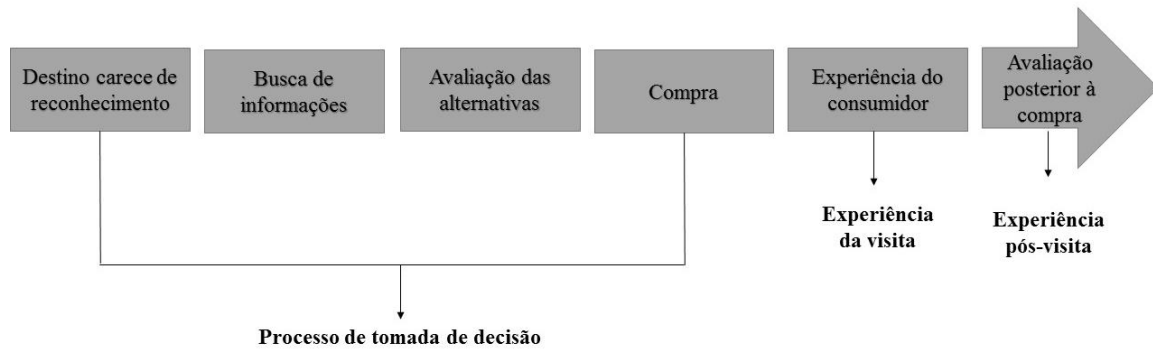 Destino carece de
reconhecimento
Busca de
informações
Avaliação das
alternativas
Compra
Experiência do
consumidor
Avaliação
posterior à
compra
Experiência
da visita
Experiência
pós-visita
Processo de tomada de decisão